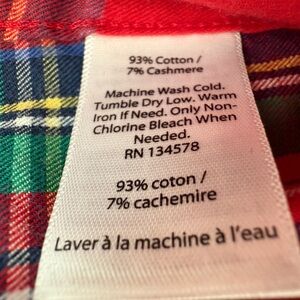 93% Cotton /
7% Cashmere
Machine Wash Cold.
Tumble Dry Low. Warm
Iron If Need. Only Non-
Chlorine Bleach When
Needed.
RN 134578
93% coton /
7% cachemire
Laver à la machine à l'eau